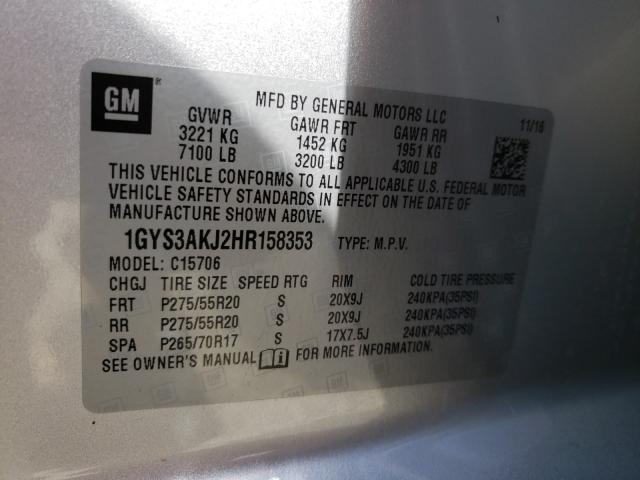 GM
MFD BY GENERAL MOTORS LLC
GVWR GAWR FRT GAWR RR 11/16
3221 KG 1452 KG 1951 KG
7100 LB 3200 LB 4300 LB
THIS VEHICLE CONFORMS TO ALL APPLICABLE U.S. FEDERAL MOTOR
VEHICLE SAFETY STANDARDS IN EFFECT ON THE DATE OF
MANUFACTURE SHOWN ABOVE.
1GYS3AKJ2HR158353 TYPE: M.P.V.
MODEL: C15706
CHGJ TIRE SIZE SPEED RTG RIM COLD TIRE PRESSURE
FRT P275/55R20 S 20X9J 240KPA(35PSI)
RR P275/55R20 S 20X9J 240KPA(35PSI)
SPA P265/70R17 S 17X7.5J 240KPA(35PSI)
SEE OWNER'S MANUAL FOR MORE INFORMATION.